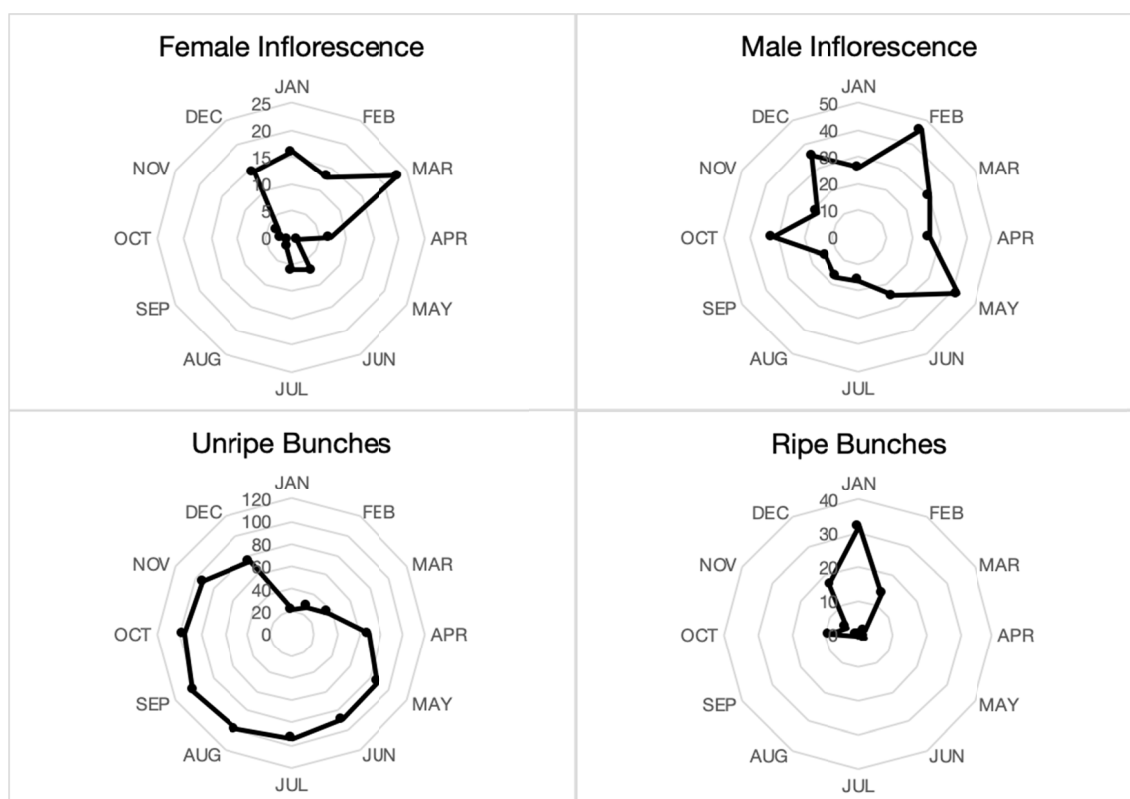 Female Inflorescence
JAN
FEB
MAR
APR
MAY
JUN
JUL
AUG
SEP
OCT
NOV
DEC
25
20
15
10
5
0
Male Inflorescence
JAN
FEB
MAR
APR
MAY
JUN
JUL
AUG
SEP
OCT
NOV
DEC
50
40
30
20
10
0
Unripe Bunches
JAN
FEB
MAR
APR
MAY
JUN
JUL
AUG
SEP
OCT
NOV
DEC
120
100
80
60
40
20
0
Ripe Bunches
JAN
FEB
MAR
APR
MAY
JUN
JUL
AUG
SEP
OCT
NOV
DEC
40
30
20
10
0